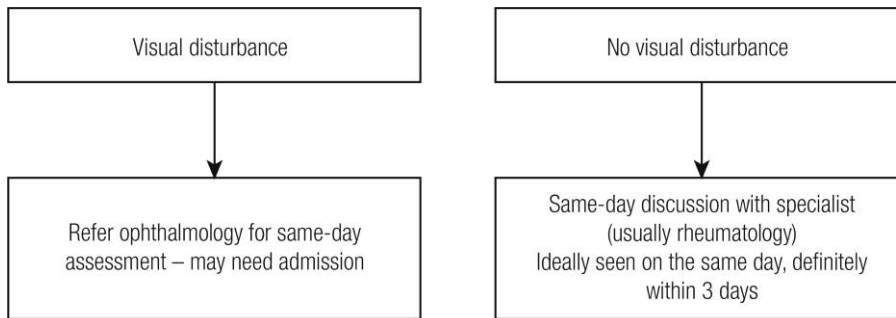 Visual disturbance
No visual disturbance
Refer ophthalmology for same-day
assessment – may need admission
Same-day discussion with specialist
(usually rheumatology)
Ideally seen on the same day, definitely
within 3 days